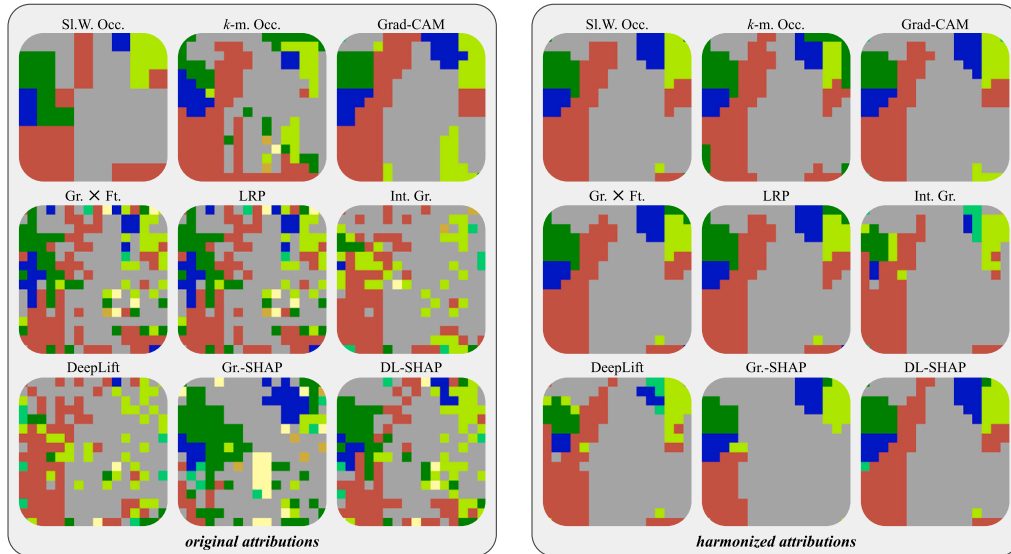 Sl.W. Occ. k-m. Occ. Grad-CAM
Gr. × Ft. LRP Int. Gr.
DeepLift Gr.-SHAP DL-SHAP
original attributions
Sl.W. Occ. k-m. Occ. Grad-CAM
Gr. × Ft. LRP Int. Gr.
DeepLift Gr.-SHAP DL-SHAP
harmonized attributions